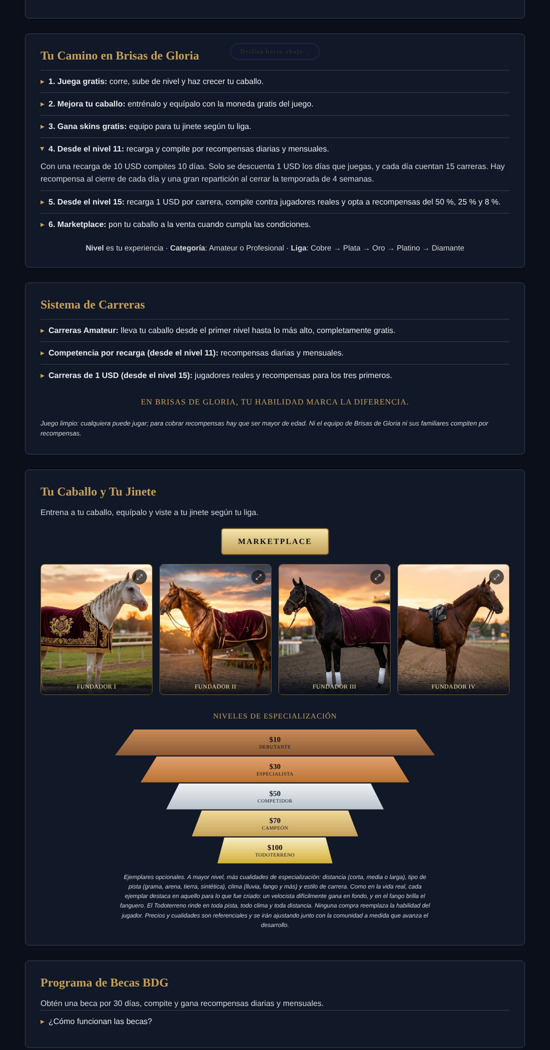 Desliza hacia abajo
Tu Camino en Brisas de Gloria
▸ 1. Juega gratis: corre, sube de nivel y haz crecer tu caballo.
▸ 2. Mejora tu caballo: entrénalo y equípalo con la moneda gratis del juego.
▸ 3. Gana skins gratis: equipo para tu jinete según tu liga.
▾ 4. Desde el nivel 11: recarga y compite por recompensas diarias y mensuales.
Con una recarga de 10 USD compites 10 días. Solo se descuenta 1 USD los días que juegas, y cada día cuentan 15 carreras. Hay
recompensa al cierre de cada día y una gran repartición al cerrar la temporada de 4 semanas.
▸ 5. Desde el nivel 15: recarga 1 USD por carrera, compite contra jugadores reales y opta a recompensas del 50 %, 25 % y 8 %.
▸ 6. Marketplace: pon tu caballo a la venta cuando cumpla las condiciones.
Nivel es tu experiencia · Categoría: Amateur o Profesional · Liga: Cobre → Plata → Oro → Platino → Diamante
Sistema de Carreras
▸ Carreras Amateur: lleva tu caballo desde el primer nivel hasta lo más alto, completamente gratis.
▸ Competencia por recarga (desde el nivel 11): recompensas diarias y mensuales.
▸ Carreras de 1 USD (desde el nivel 15): jugadores reales y recompensas para los tres primeros.
EN BRISAS DE GLORIA, TU HABILIDAD MARCA LA DIFERENCIA.
Juego limpio: cualquiera puede jugar; para cobrar recompensas hay que ser mayor de edad. Ni el equipo de Brisas de Gloria ni sus familiares compiten por
recompensas.
Tu Caballo y Tu Jinete
Entrena a tu caballo, equípalo y viste a tu jinete según tu liga.
MARKETPLACE
FUNDADOR I
FUNDADOR II
FUNDADOR III
FUNDADOR IV
NIVELES DE ESPECIALIZACIÓN
$10
DEBUTANTE
$30
ESPECIALISTA
$50
COMPETIDOR
$70
CAMPEÓN
$100
TODOTERRENO
Ejemplares opcionales. A mayor nivel, más cualidades de especialización: distancia (corta, media o larga), tipo de
pista (grama, arena, tierra, sintética), clima (lluvia, fango y más) y estilo de carrera. Como en la vida real, cada
ejemplar destaca en aquello para lo que fue criado: un velocista difícilmente gana en fondo, y en el fango brilla el
fanguero. El Todoterreno rinde en toda pista, todo clima y toda distancia. Ninguna compra reemplaza la habilidad del
jugador. Precios y cualidades son referenciales y se irán ajustando junto con la comunidad a medida que avanza el
desarrollo.
Programa de Becas BDG
Obtén una beca por 30 días, compite y gana recompensas diarias y mensuales.
▸ ¿Cómo funcionan las becas?